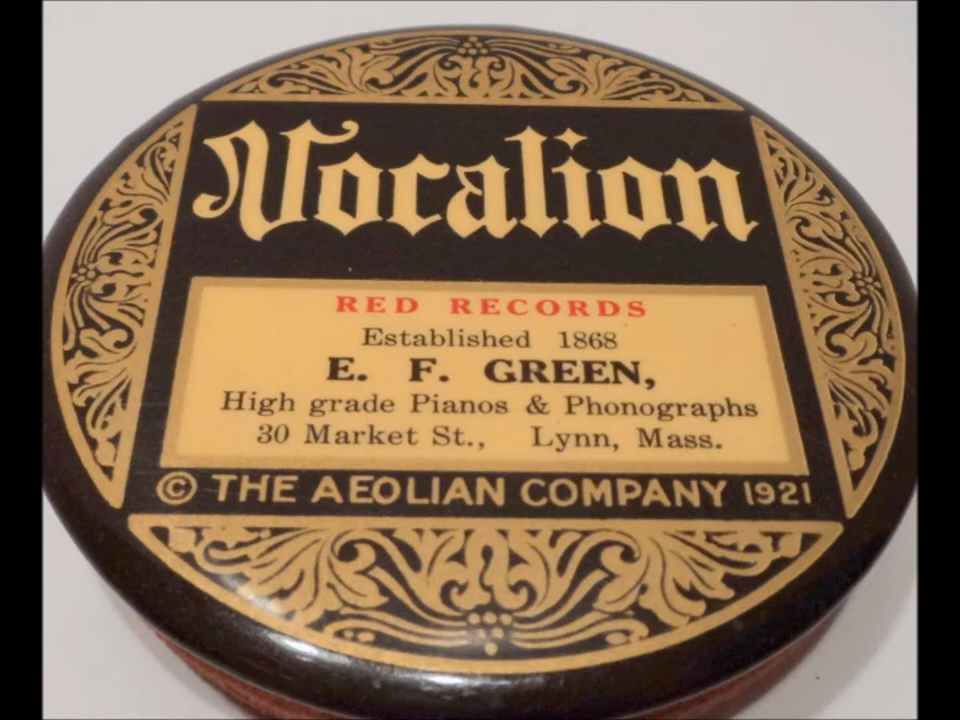 Vocalion
RED RECORDS
Established 1868
E. F. GREEN,
High grade Pianos & Phonographs
30 Market St., Lynn, Mass.
© THE AEOLIAN COMPANY 1921